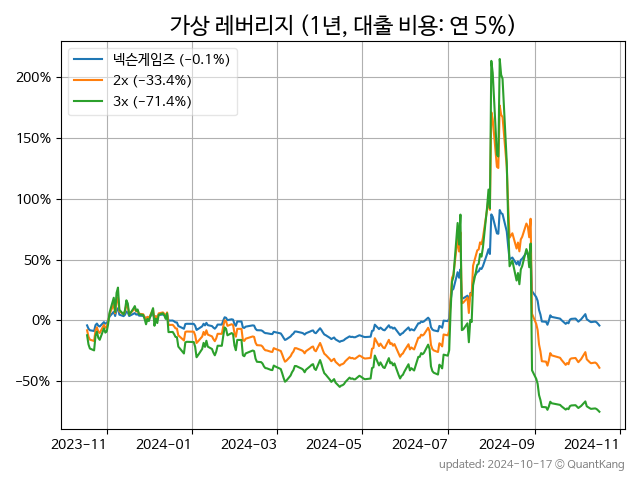 가상 레버리지 (1년, 대출 비용: 연 5%)
넥슨게임즈 (−0.1%)
2x (−33.4%)
3x (−71.4%)
200%
150%
100%
50%
0%
−50%
2023-11 2024-01 2024-03 2024-05 2024-07 2024-09 2024-11
updated: 2024-10-17 © QuantKang